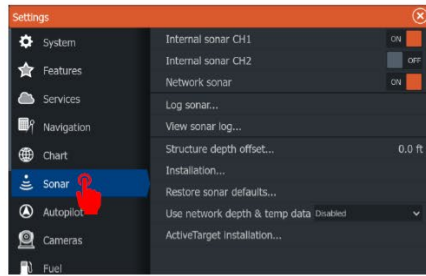 Settings
System
Features
Services
Navigation
Chart
Sonar
Autopilot
Cameras
Fuel
Internal sonar CH1 ON
Internal sonar CH2 OFF
Network sonar ON
Log sonar...
View sonar log...
Structure depth offset... 0.0 ft
Installation...
Restore sonar defaults...
Use network depth & temp data Disabled
ActiveTarget installation...